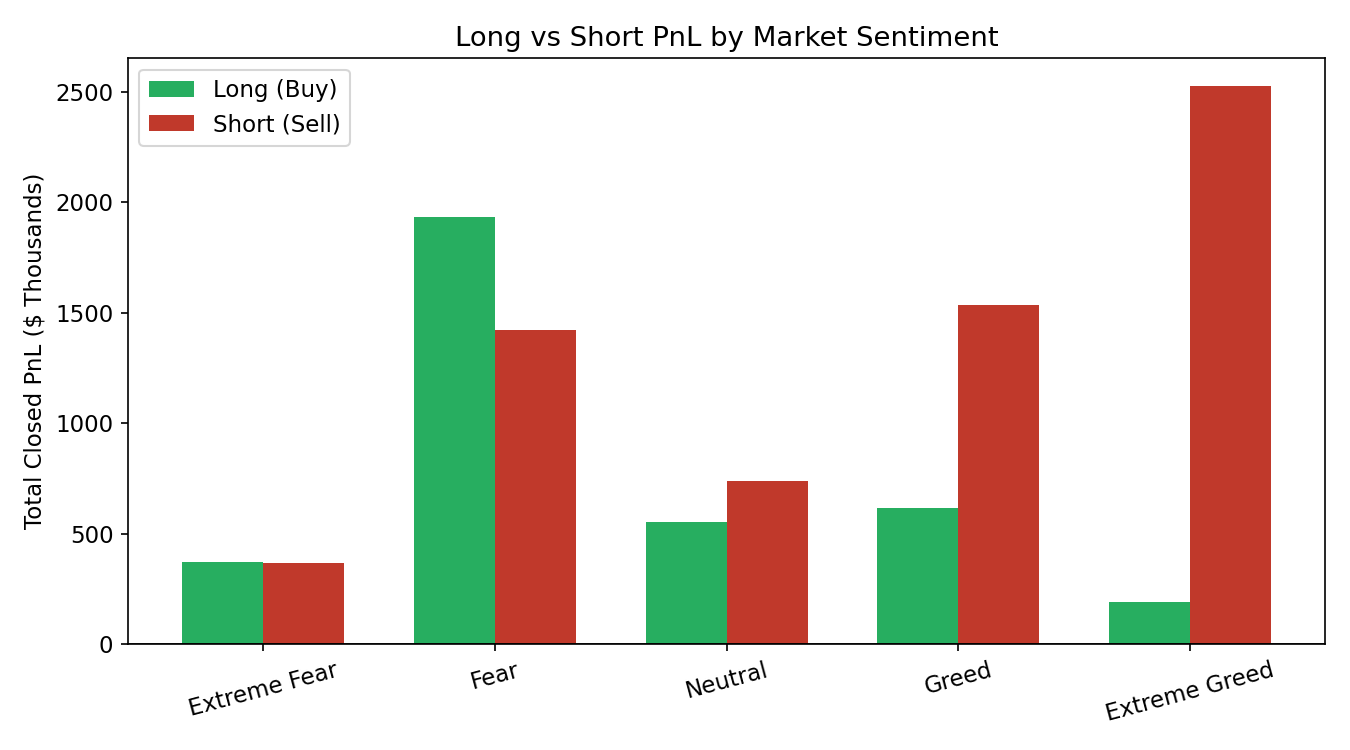 Long vs Short PnL by Market Sentiment
Long (Buy)
Short (Sell)
Total Closed PnL ($ Thousands)
2500
2000
1500
1000
500
0
Extreme Fear
Fear
Neutral
Greed
Extreme Greed